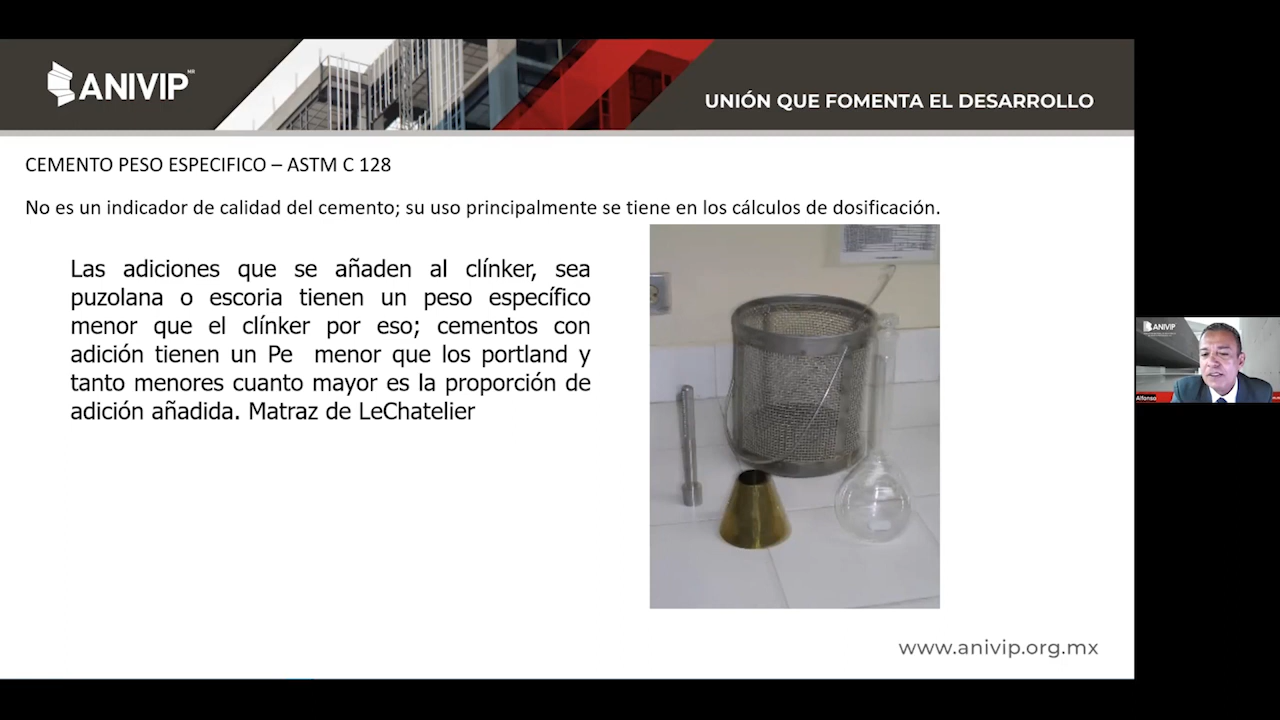 ANIVIP MR
UNIÓN QUE FOMENTA EL DESARROLLO
CEMENTO PESO ESPECIFICO – ASTM C 128
No es un indicador de calidad del cemento; su uso principalmente se tiene en los cálculos de dosificación.
Las adiciones que se añaden al clínker, sea
puzolana o escoria tienen un peso específico
menor que el clínker por eso; cementos con
adición tienen un Pe menor que los portland y
tanto menores cuanto mayor es la proporción de
adición añadida. Matraz de LeChatelier
ANIVIP
Alfonso
www.anivip.org.mx